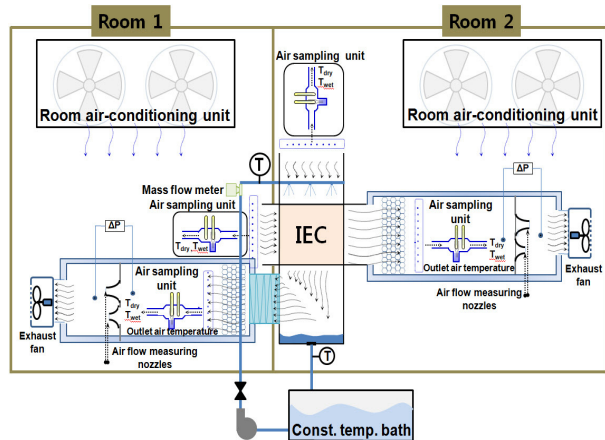 Room 1
Room 2
Room air-conditioning unit
Air sampling unit
Tdry
Twet
Room air-conditioning unit
T
Mass flow meter
Air sampling unit
Tdry ,Twet
IEC
ΔP
Air sampling
unit
Tdry
Twet
Outlet air temperature
Exhaust
fan
Air flow measuring
nozzles
ΔP
Air sampling
unit
Tdry
Twet
Outlet air temperature
Exhaust
fan
Air flow measuring
nozzles
T
Const. temp. bath